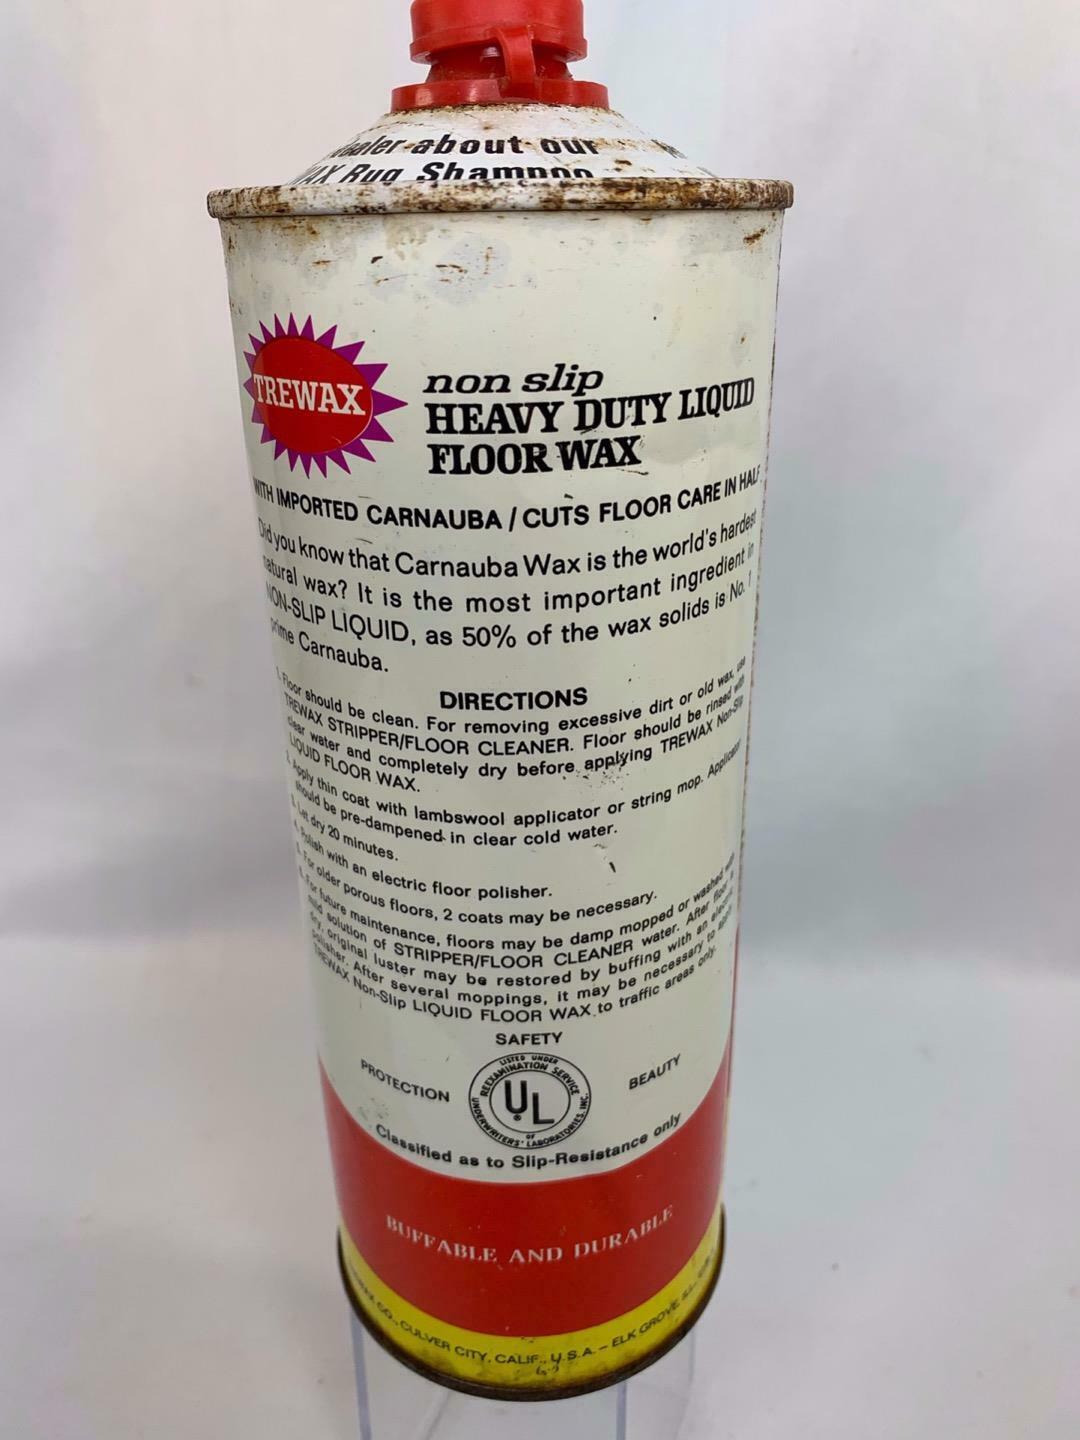 dealer about our
Rug Shampoo
TREWAX
non slip
HEAVY DUTY LIQUID
FLOOR WAX
WITH IMPORTED CARNAUBA / CUTS FLOOR CARE IN HALF
Did you know that Carnauba Wax is the world's hardest
natural wax? It is the most important ingredient in
NON-SLIP LIQUID, as 50% of the wax solids is No. 1
prime Carnauba.
DIRECTIONS
1. Floor should be clean. For removing excessive dirt or old wax, use
TREWAX STRIPPER/FLOOR CLEANER. Floor should be rinsed with
clear water and completely dry before applying TREWAX Non-Slip
LIQUID FLOOR WAX.
2. Apply thin coat with lambswool applicator or string mop. Applicator
should be pre-dampened in clear cold water.
3. Let dry 20 minutes.
4. Polish with an electric floor polisher.
5. For older porous floors, 2 coats may be necessary.
6. For future maintenance, floors may be damp mopped or washed with
mild solution of STRIPPER/FLOOR CLEANER water. After floor is
dry, original luster may be restored by buffing with an electric
polisher. After several moppings, it may be necessary to apply
TREWAX Non-Slip LIQUID FLOOR WAX to traffic areas only.
SAFETY
PROTECTION
BEAUTY
LISTED UNDER
REEXAMINATION SERVICE
UL
®
OF
UNDERWRITERS' LABORATORIES, INC.
Classified as to Slip-Resistance only
BUFFABLE AND DURABLE
CO., CULVER CITY, CALIF., U.S.A. – ELK GROVE, ILL.